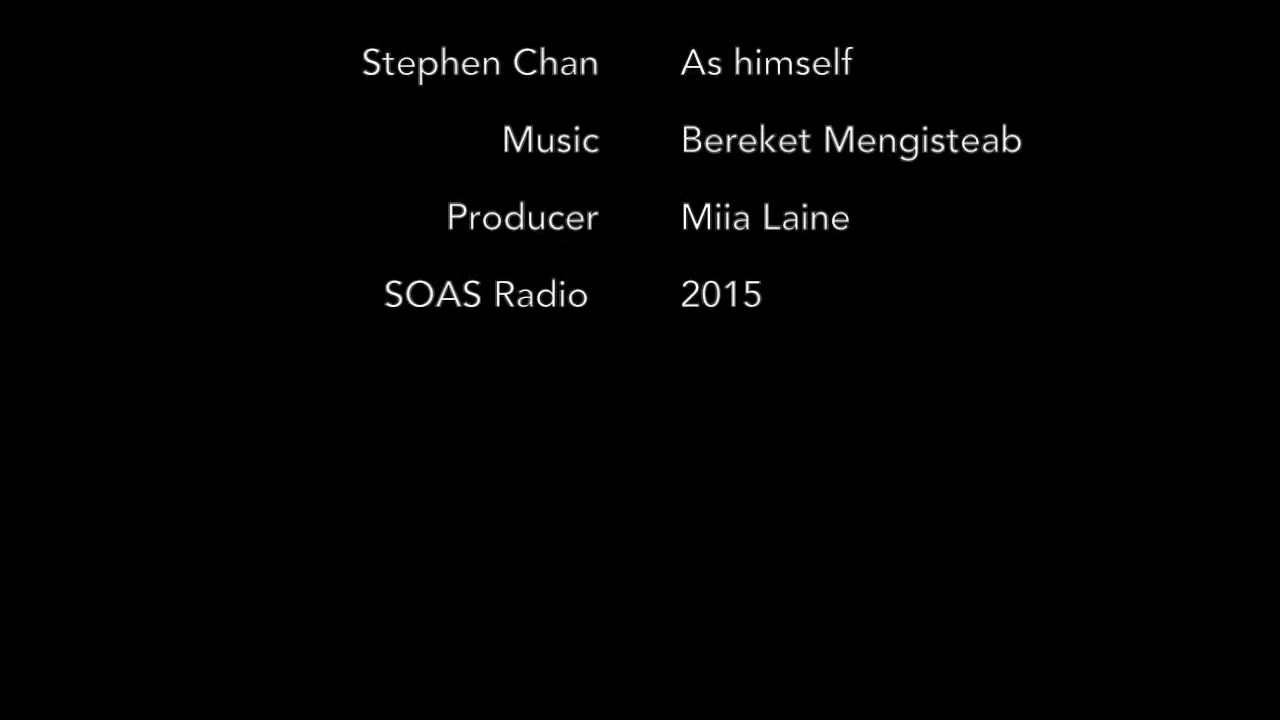 Stephen Chan As himself
Music Bereket Mengisteab
Producer Miia Laine
SOAS Radio 2015